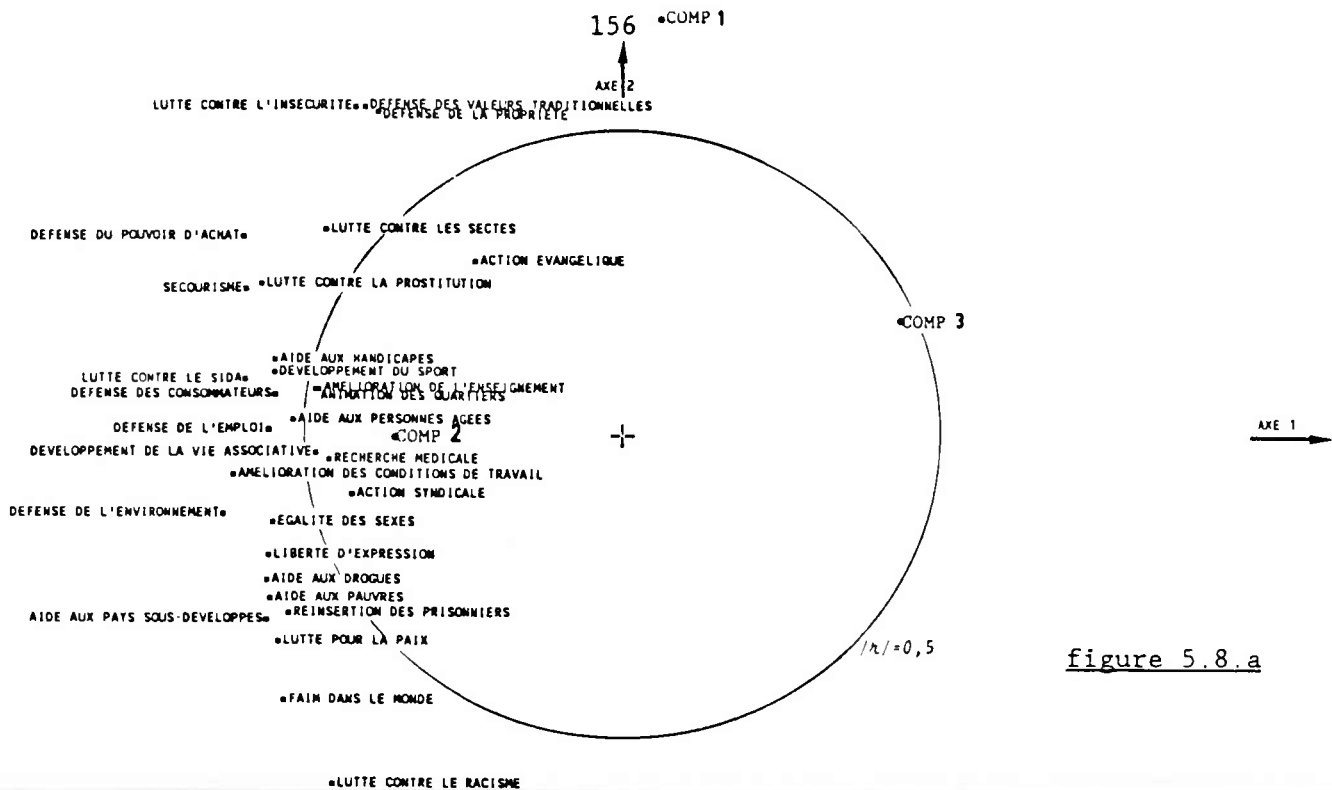 156 COMP 1
AXE 2
LUTTE CONTRE L'INSECURITE DEFENSE DES VALEURS TRADITIONNELLES
DEFENSE DE LA PROPRIETE
LUTTE CONTRE LES SECTES
DEFENSE DU POUVOIR D'ACHAT
ACTION EVANGELIQUE
SECOURISME LUTTE CONTRE LA PROSTITUTION
COMP 3
AIDE AUX HANDICAPES
DEVELOPPEMENT DU SPORT
LUTTE CONTRE LE SIDA
AMELIORATION DE L'ENSEIGNEMENT
DEFENSE DES CONSOMMATEURS ANIMATION DES QUARTIERS
AIDE AUX PERSONNES AGEES
DEFENSE DE L'EMPLOI
COMP 2
AXE 1
DEVELOPPEMENT DE LA VIE ASSOCIATIVE
RECHERCHE MEDICALE
AMELIORATION DES CONDITIONS DE TRAVAIL
ACTION SYNDICALE
DEFENSE DE L'ENVIRONNEMENT
EGALITE DES SEXES
LIBERTE D'EXPRESSION
AIDE AUX DROGUES
AIDE AUX PAUVRES
AIDE AUX PAYS SOUS-DEVELOPPES REINSERTION DES PRISONNIERS
LUTTE POUR LA PAIX
/r/=0,5
figure 5.8.a
FAIM DANS LE MONDE
LUTTE CONTRE LE RACISME